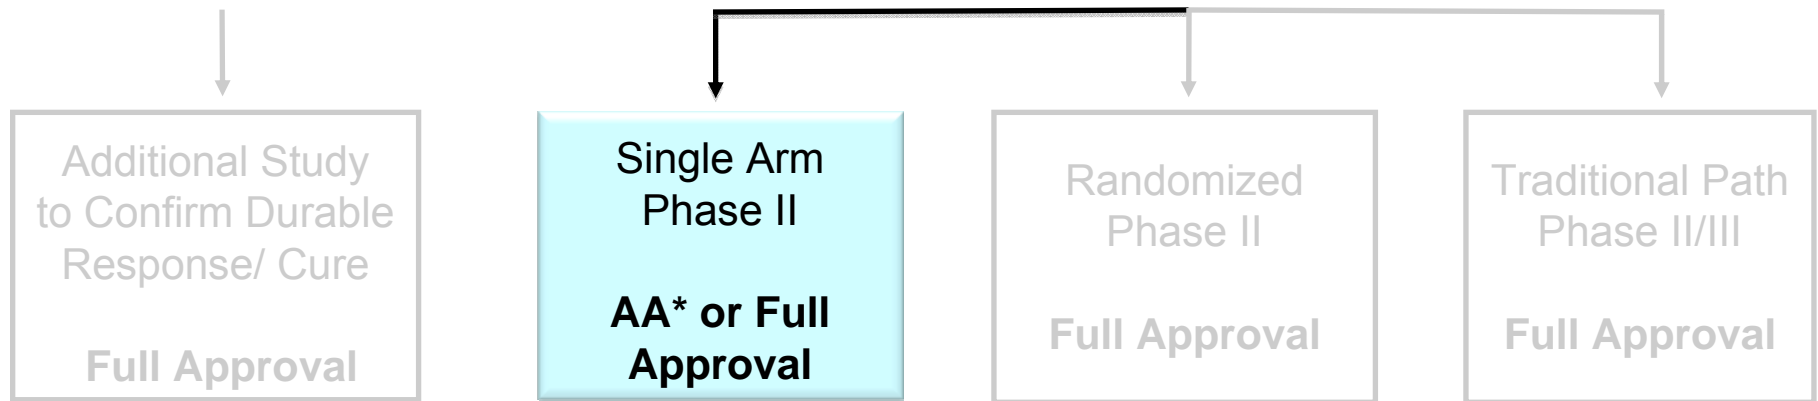 Additional Study
to Confirm Durable
Response/ Cure
Full Approval
Single Arm
Phase II
AA* or Full
Approval
Randomized
Phase II
Full Approval
Traditional Path
Phase II/III
Full Approval